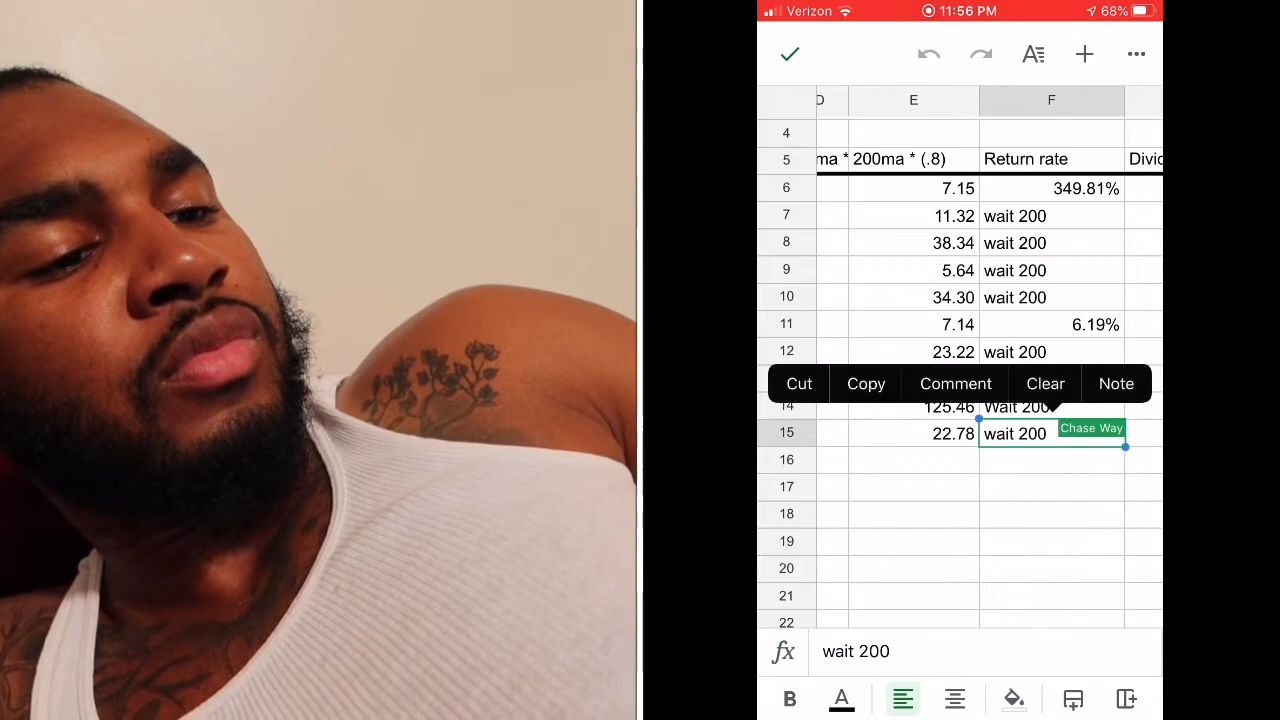 Verizon 11:56 PM 68%
D E F
4
5 ma * 200ma * (.8) Return rate Divid
6 7.15 349.81%
7 11.32 wait 200
8 38.34 wait 200
9 5.64 wait 200
10 34.30 wait 200
11 7.14 6.19%
12 23.22 wait 200
Cut Copy Comment Clear Note
14 125.46 Wait 200
15 22.78 wait 200 Chase Way
16
17
18
19
20
21
22
fx wait 200
B A